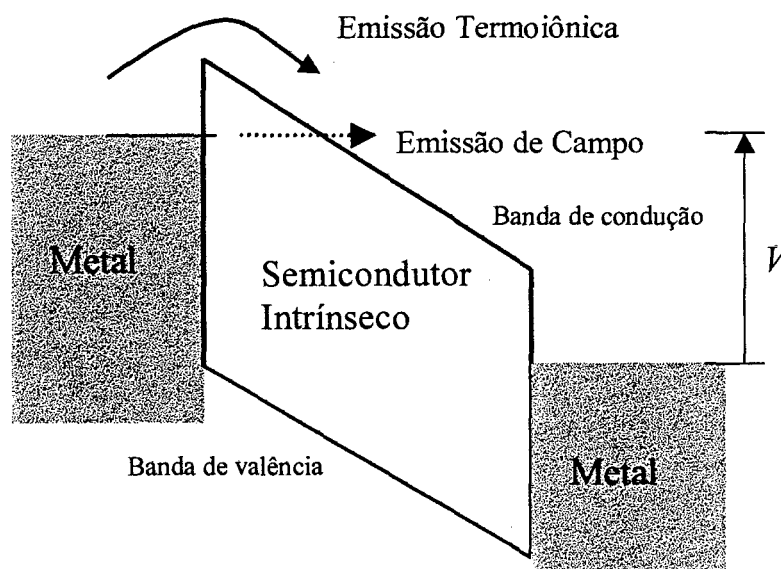 Emissão Termoiônica
Emissão de Campo
Banda de condução
Metal
Semicondutor
Intrínseco
V
Banda de valência
Metal